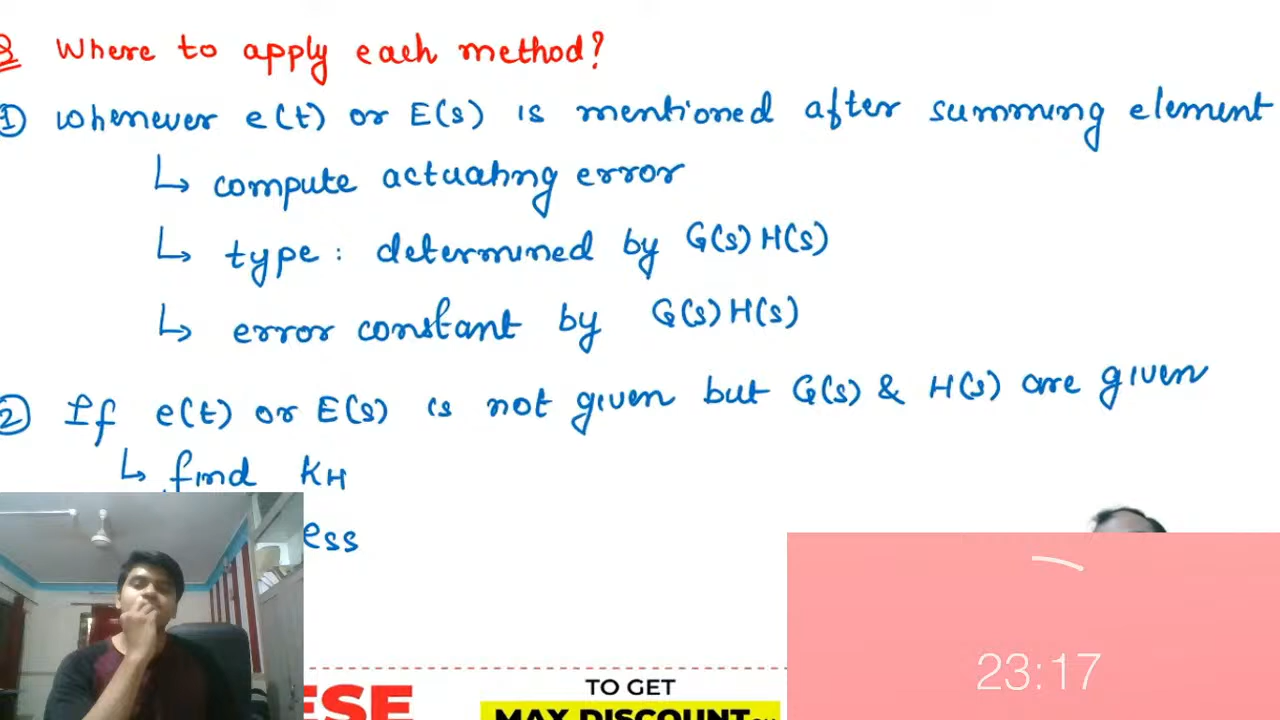 Q Where to apply each method?
① Whenever e(t) or E(s) is mentioned after summing element
↳ compute actuating error
↳ type: determined by G(s)H(s)
↳ error constant by G(s)H(s)
② If e(t) or E(s) is not given but G(s) & H(s) are given
↳ find KH
ess
ESE
TO GET
MAX DISCOUNT
23:17